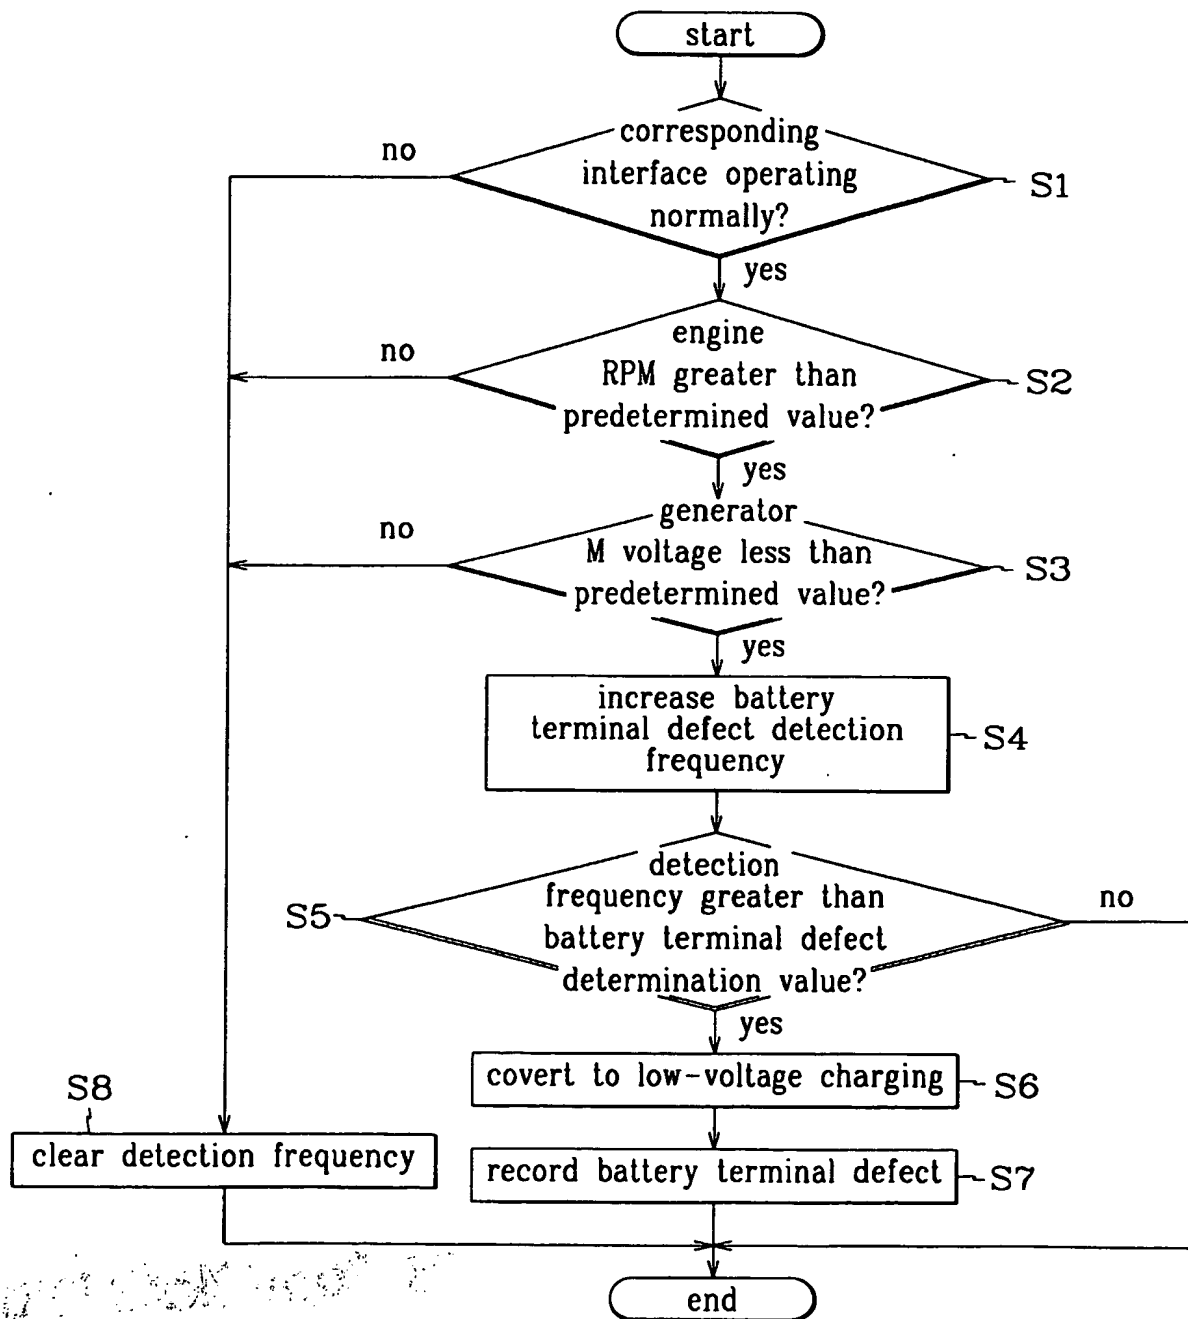 start
corresponding
interface operating
normally?
no
S1
yes
engine
RPM greater than
predetermined value?
no
S2
yes
generator
M voltage less than
predetermined value?
no
S3
yes
increase battery
terminal defect detection
frequency
S4
detection
frequency greater than
battery terminal defect
determination value?
S5
no
yes
covert to low-voltage charging
S6
S8
clear detection frequency
record battery terminal defect
S7
end